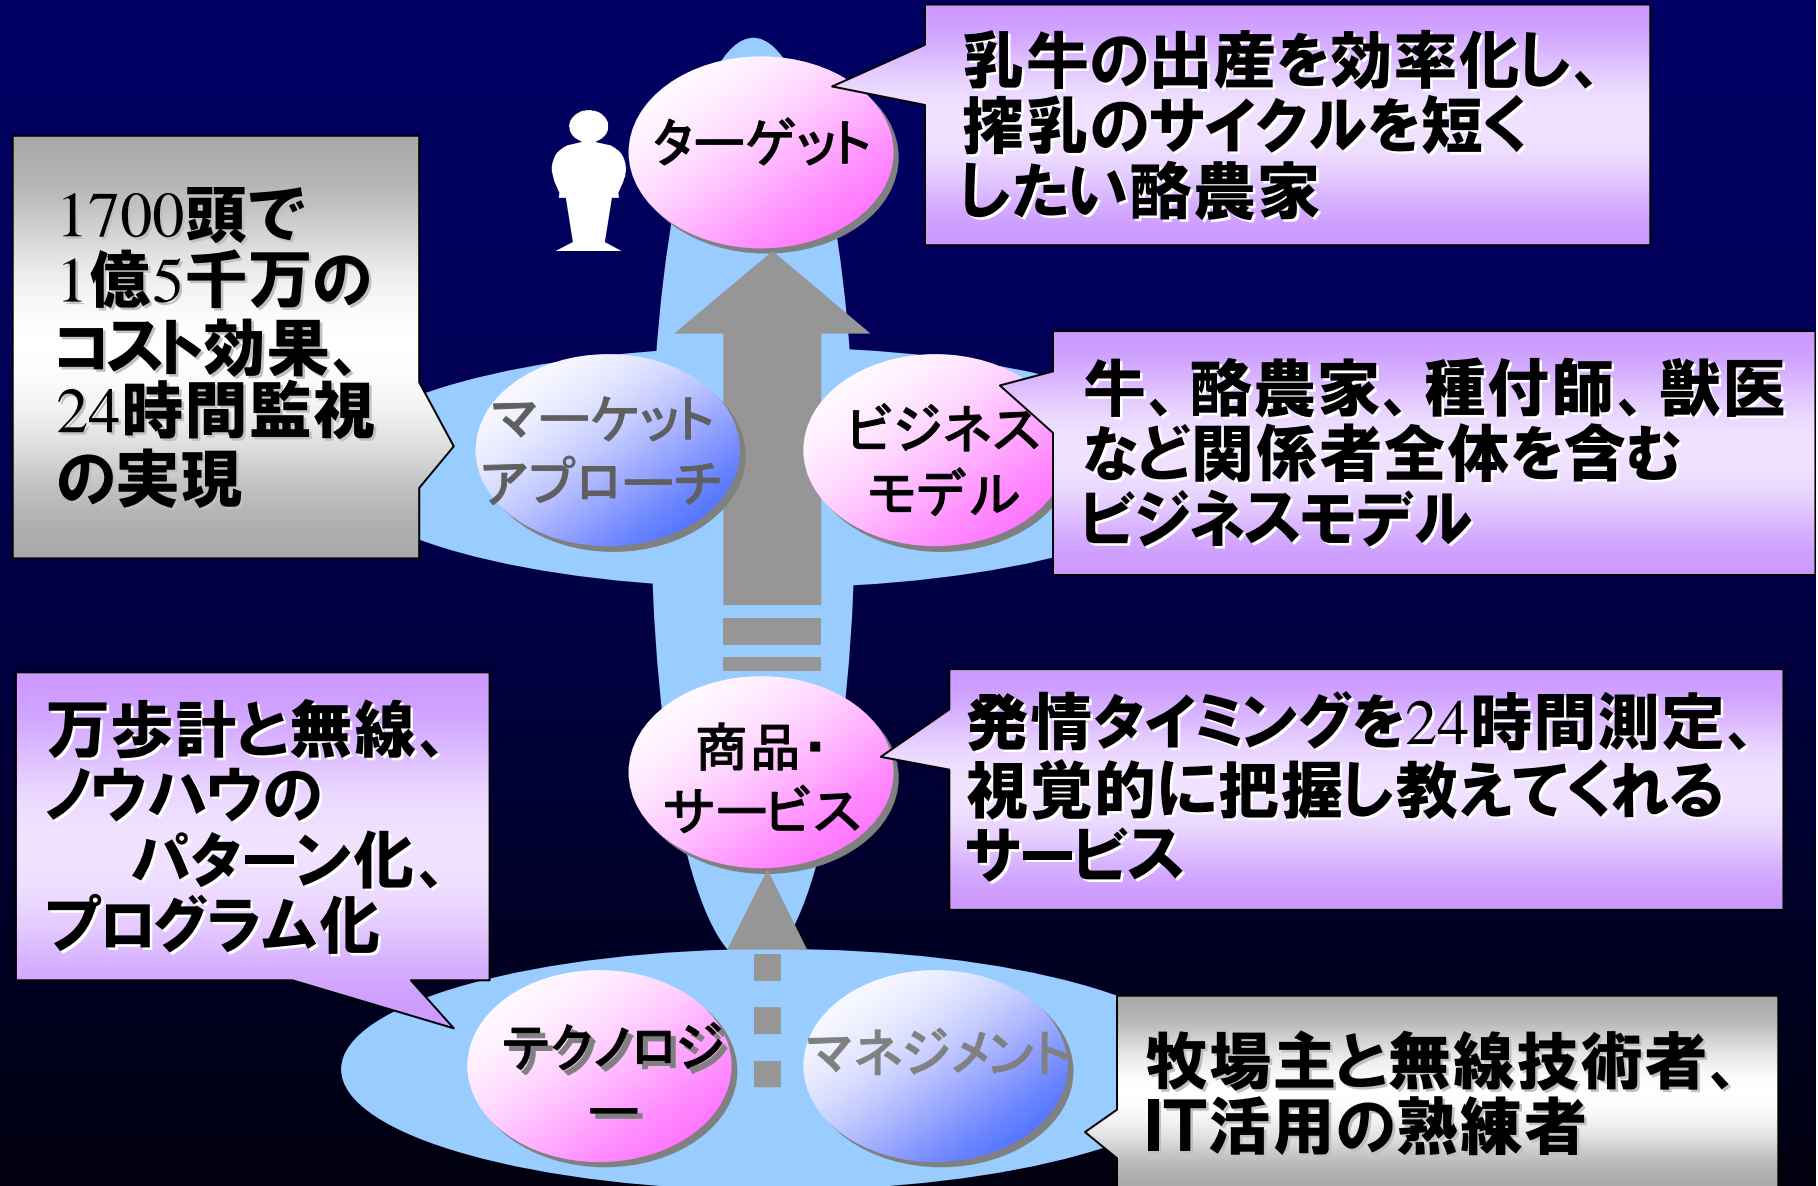 乳牛の出産を効率化し、
搾乳のサイクルを短く
したい酪農家
ターゲット
1700頭で
1億5千万の
コスト効果、
24時間監視
の実現
マーケット
アプローチ
ビジネス
モデル
牛、酪農家、種付師、獣医
など関係者全体を含む
ビジネスモデル
万歩計と無線、
ノウハウの
パターン化、
プログラム化
商品・
サービス
発情タイミングを24時間測定、
視覚的に把握し教えてくれる
サービス
テクノロジ
ー
マネジメント
牧場主と無線技術者、
IT活用の熟練者